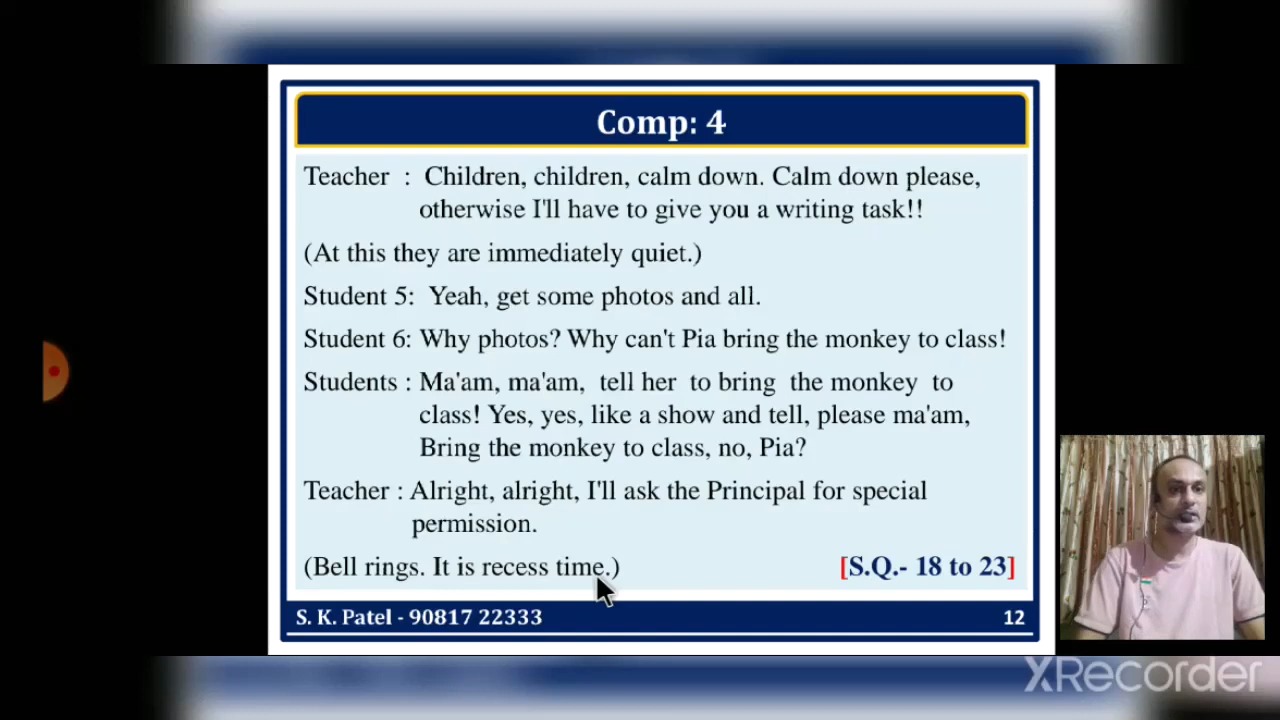 Comp: 4
Teacher : Children, children, calm down. Calm down please,
otherwise I'll have to give you a writing task!!
(At this they are immediately quiet.)
Student 5: Yeah, get some photos and all.
Student 6: Why photos? Why can't Pia bring the monkey to class!
Students : Ma'am, ma'am, tell her to bring the monkey to
class! Yes, yes, like a show and tell, please ma'am,
Bring the monkey to class, no, Pia?
Teacher : Alright, alright, I'll ask the Principal for special
permission.
(Bell rings. It is recess time.) [S.Q.- 18 to 23]
S. K. Patel - 90817 22333 12
XRecorder